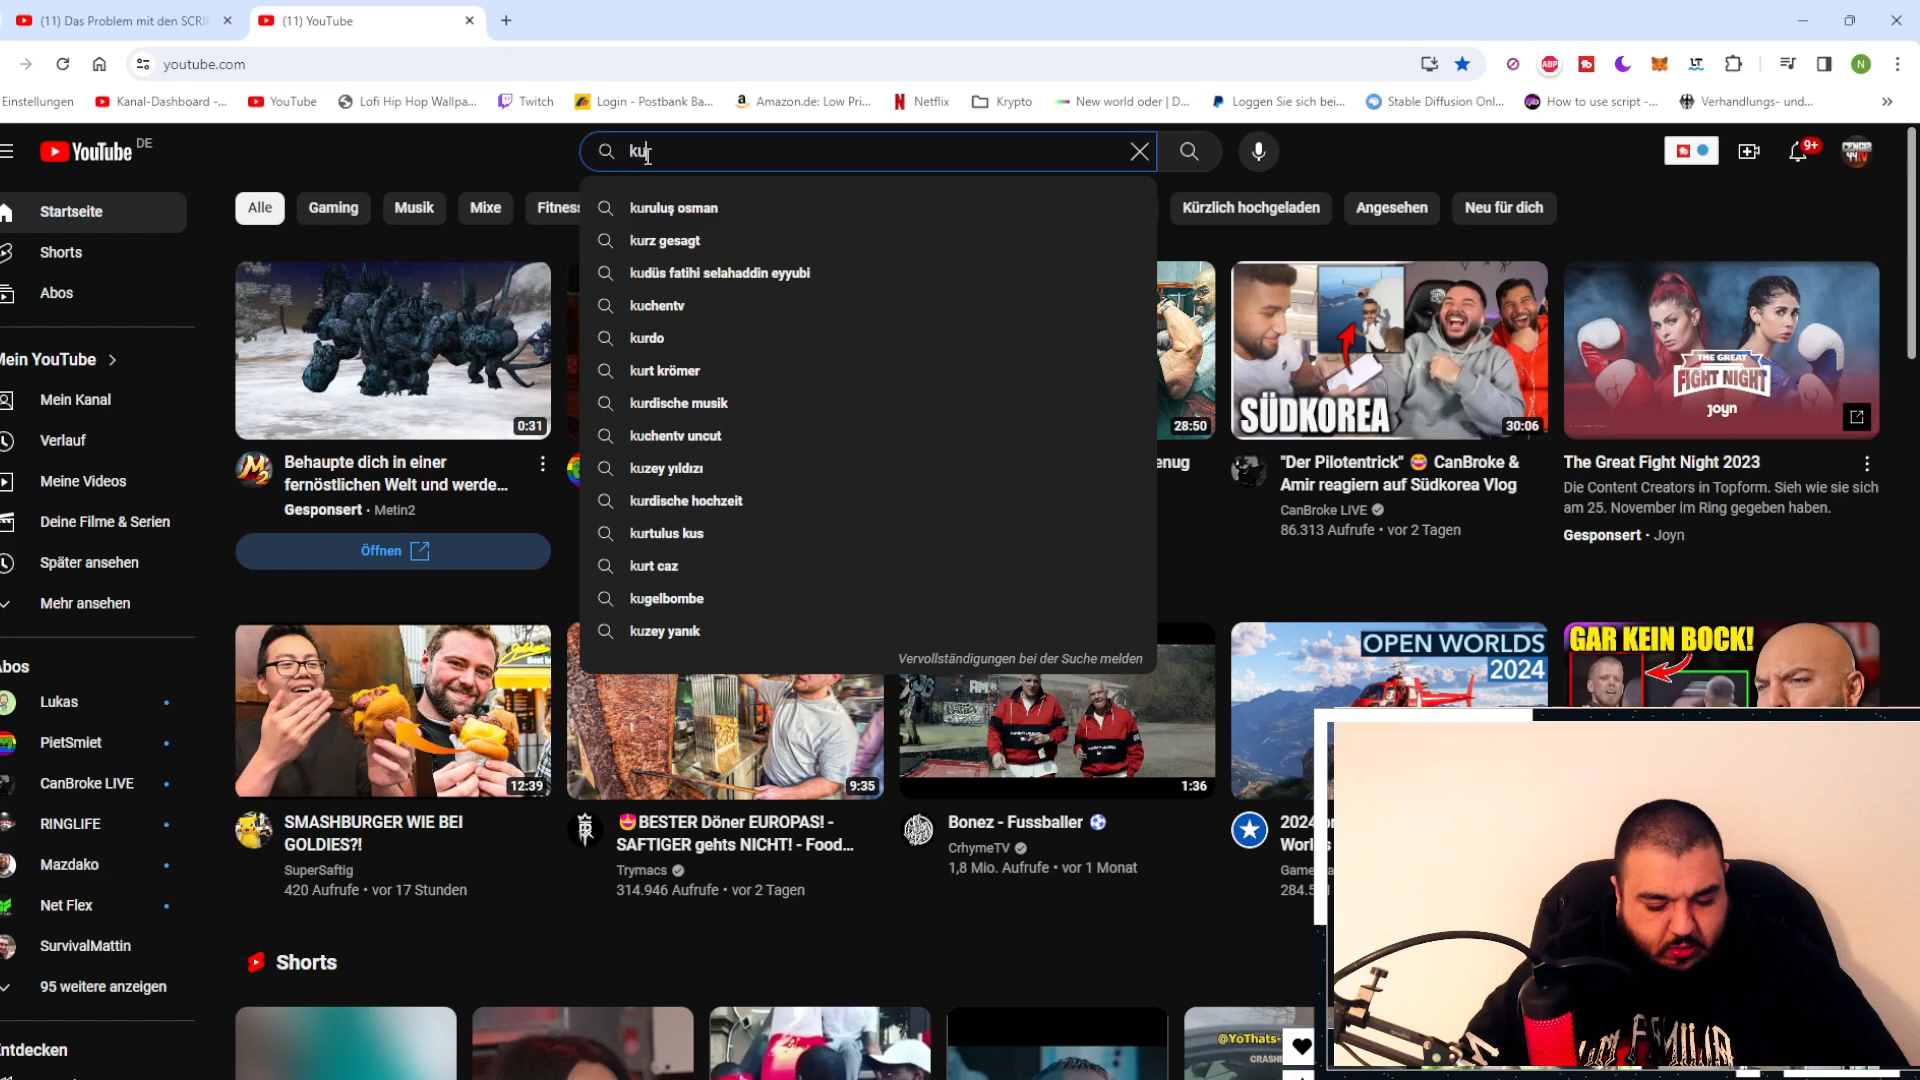 (11) Das Problem mit den SCRI
(11) YouTube
youtube.com
Einstellungen
Kanal-Dashboard -...
YouTube
Lofi Hip Hop Wallpa...
Twitch
Login - Postbank Ba...
Amazon.de: Low Pri...
Netflix
Krypto
New world oder | D...
Loggen Sie sich bei...
Stable Diffusion Onl...
How to use script -...
Verhandlungs- und...
YouTube DE
ku
9+
Alle
Gaming
Musik
Mixe
Fitness
Kürzlich hochgeladen
Angesehen
Neu für dich
kuruluş osman
kurz gesagt
kudüs fatihi selahaddin eyyubi
kuchentv
kurdo
kurt krömer
kurdische musik
kuchentv uncut
kuzey yıldızı
kurdische hochzeit
kurtulus kus
kurt caz
kugelbombe
kuzey yanık
Vervollständigungen bei der Suche melden
Startseite
Shorts
Abos
Mein YouTube
Mein Kanal
Verlauf
Meine Videos
Deine Filme & Serien
Später ansehen
Mehr ansehen
Abos
Lukas
PietSmiet
CanBroke LIVE
RINGLIFE
Mazdako
Net Flex
SurvivalMattin
95 weitere anzeigen
Entdecken
0:31
Behaupte dich in einer
fernöstlichen Welt und werde...
Gesponsert • Metin2
Öffnen
28:50
enug
SÜDKOREA
30:06
"Der Pilotentrick" 😂 CanBroke &
Amir reagiern auf Südkorea Vlog
CanBroke LIVE
86.313 Aufrufe • vor 2 Tagen
THE GREAT
FIGHT NIGHT
joyn
The Great Fight Night 2023
Die Content Creators in Topform. Sieh wie sie sich
am 25. November im Ring gegeben haben.
Gesponsert • Joyn
12:39
SMASHBURGER WIE BEI
GOLDIES?!
SuperSaftig
420 Aufrufe • vor 17 Stunden
9:35
🤩BESTER Döner EUROPAS! -
SAFTIGER gehts NICHT! - Food...
Trymacs
314.946 Aufrufe • vor 2 Tagen
1:36
Bonez - Fussballer ⚽
CrhymeTV
1,8 Mio. Aufrufe • vor 1 Monat
OPEN WORLDS
2024
2024
Worl
Game
284.5
GAR KEIN BOCK!
Shorts
@YoThats-
CRASH